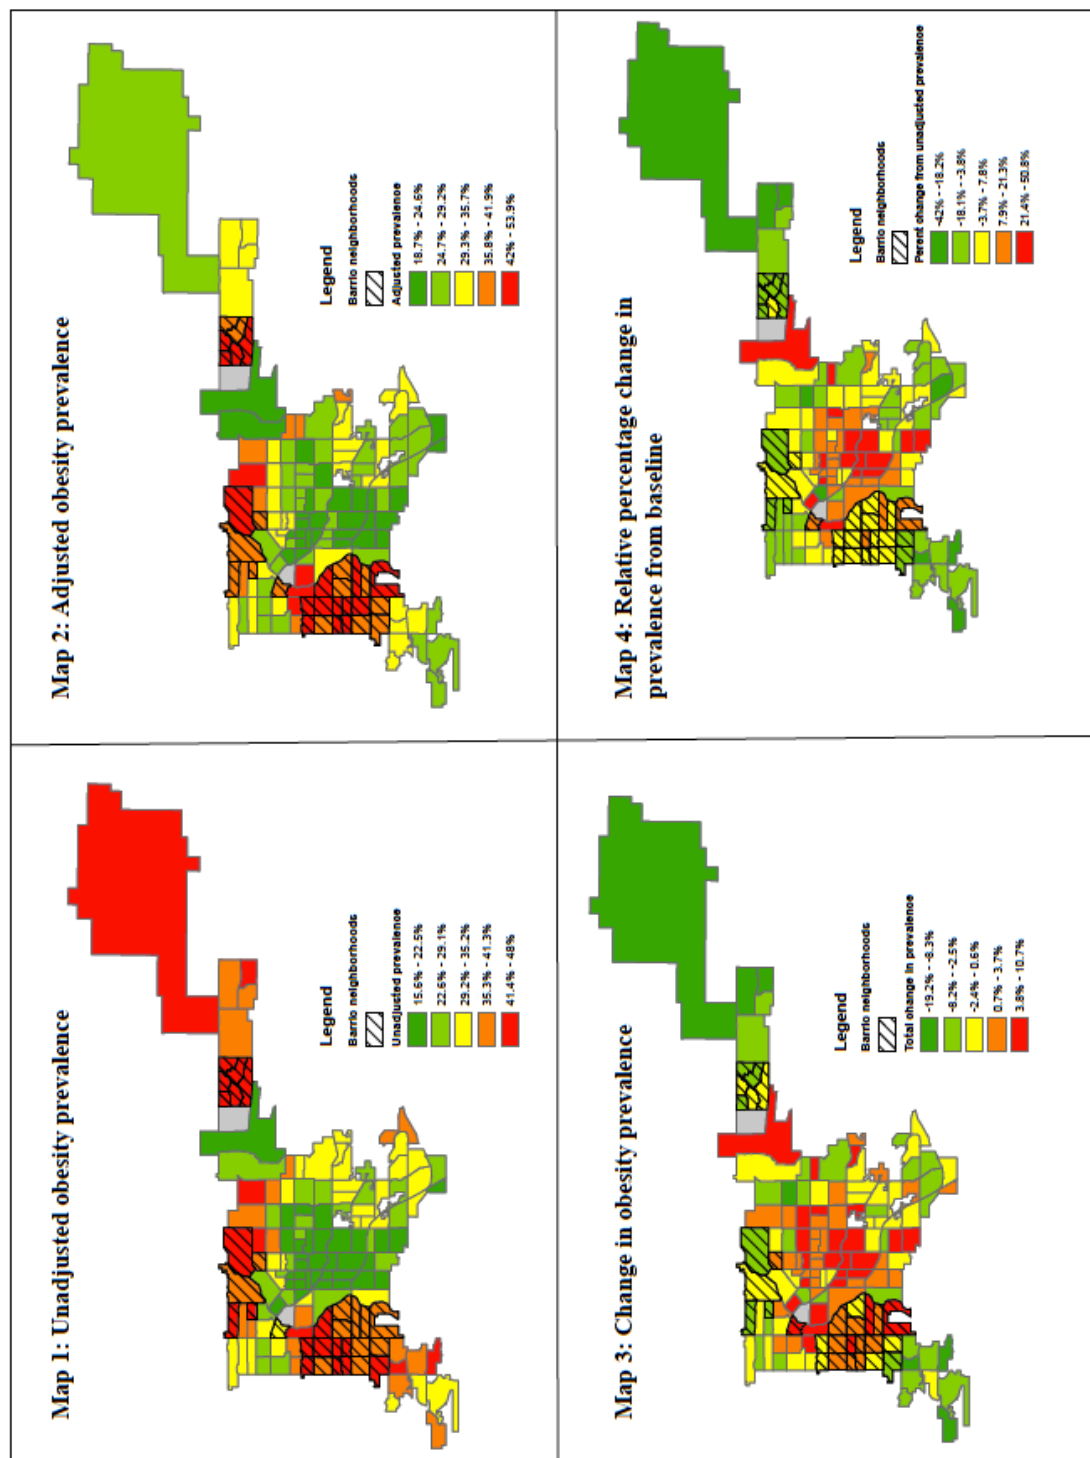 Map 1: Unadjusted obesity prevalence
Legend
Barrio neighborhoods
Unadjusted prevalence
15.6% - 22.5%
22.6% - 29.1%
29.2% - 35.2%
35.3% - 41.3%
41.4% - 48%
Map 2: Adjusted obesity prevalence
Legend
Barrio neighborhoods
Adjusted prevalence
18.7% - 24.6%
24.7% - 29.2%
29.3% - 35.7%
35.8% - 41.9%
42% - 53.9%
Map 3: Change in obesity prevalence
Legend
Barrio neighborhoods
Total change in prevalence
-19.2% - -8.3%
-8.2% - -2.5%
-2.4% - 0.6%
0.7% - 3.7%
3.8% - 10.7%
Map 4: Relative percentage change in
prevalence from baseline
Legend
Barrio neighborhoods
Perent change from unadjusted prevalence
-42% - -18.2%
-18.1% - -3.8%
-3.7% - 7.8%
7.9% - 21.3%
21.4% - 50.8%